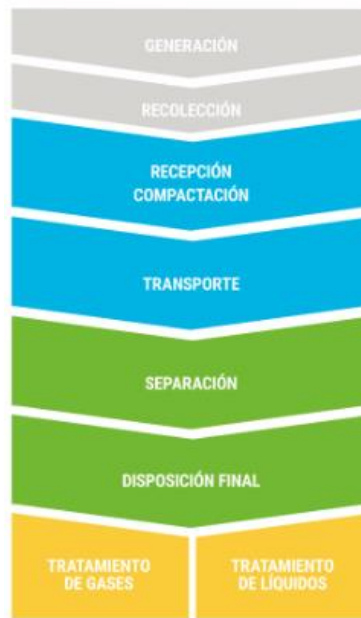 GENERACIÓN
RECOLECCIÓN
RECEPCIÓN
COMPACTACIÓN
TRANSPORTE
SEPARACIÓN
DISPOSICIÓN FINAL
TRATAMIENTO
DE GASES
TRATAMIENTO
DE LÍQUIDOS